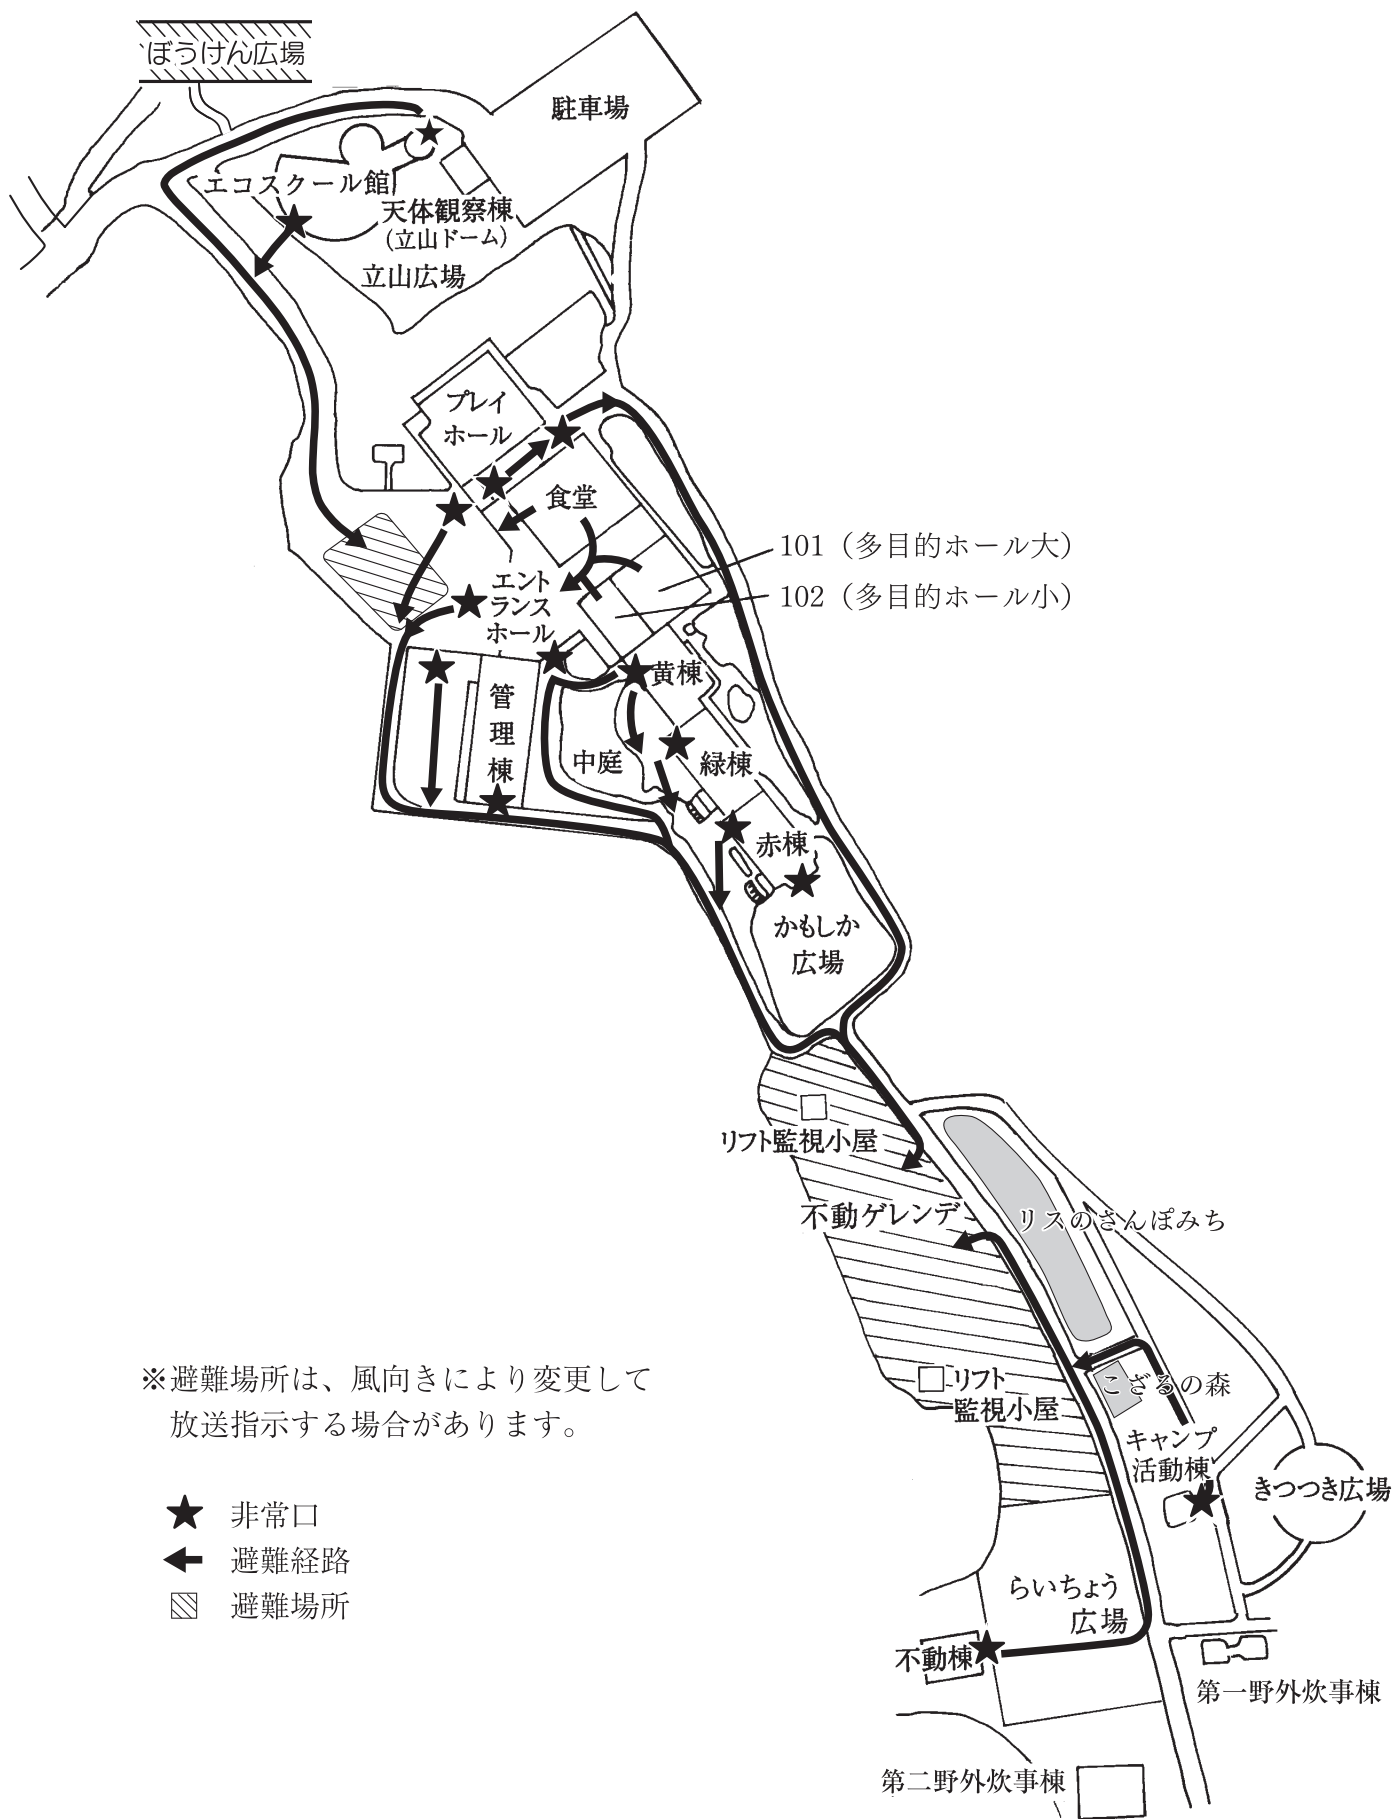 ぼうけん広場
駐車場
エコスクール館
天体観察棟
(立山ドーム)
立山広場
プレイ
ホール
食堂
101（多目的ホール大）
102（多目的ホール小）
エント
ランス
ホール
黄棟
管理棟
中庭
緑棟
赤棟
かもしか
広場
リフト監視小屋
不動ゲレンデ
リスのさんぽみち
リフト
監視小屋
こざるの森
キャンプ
活動棟
きつつき広場
らいちょう
広場
不動棟
第一野外炊事棟
第二野外炊事棟
※避難場所は、風向きにより変更して
放送指示する場合があります。
★ 非常口
← 避難経路
避難場所